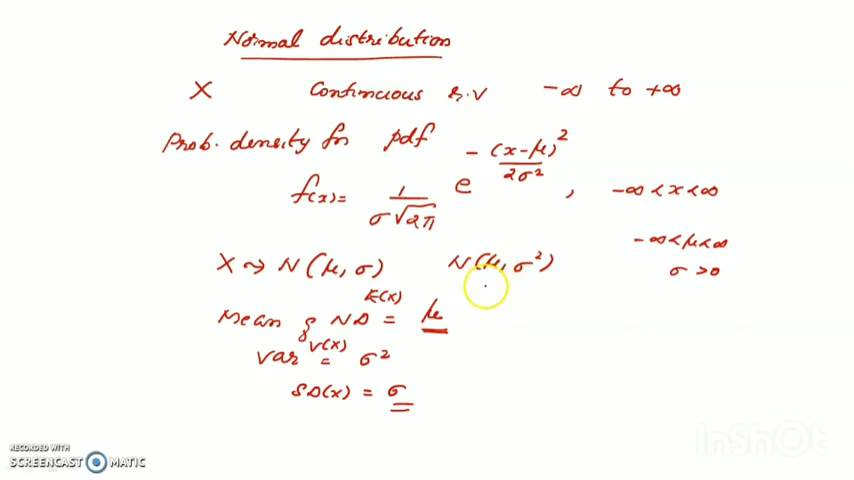 Normal distribution
X Continuous r.v -∞ to +∞
Prob. density fn pdf
f(x) = 1/(σ√2π) e^(-(x-μ)²/2σ²), -∞ < x < ∞
-∞ < μ < ∞
X ~ N(μ, σ) N(μ, σ²) σ > 0
E(X)
Mean of ND = μ
V(X)
Var = σ²
SD(X) = σ
RECORDED WITH
SCREENCAST MATIC
InShOt